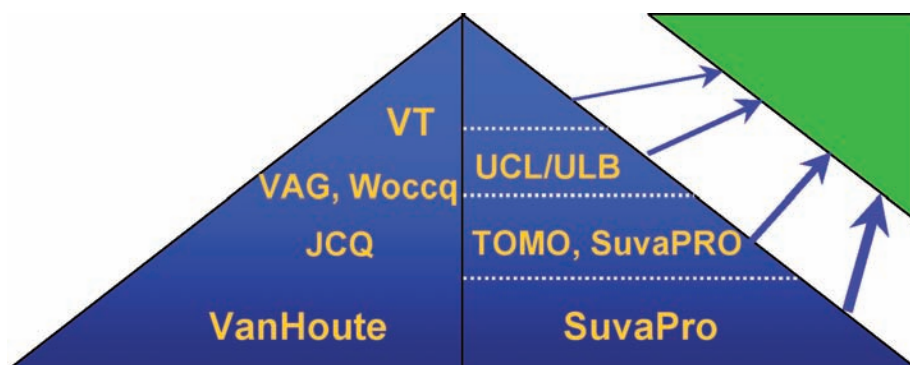 VT
UCL/ULB
VAG, Woccq
JCQ
TOMO, SuvaPRO
VanHoute
SuvaPro